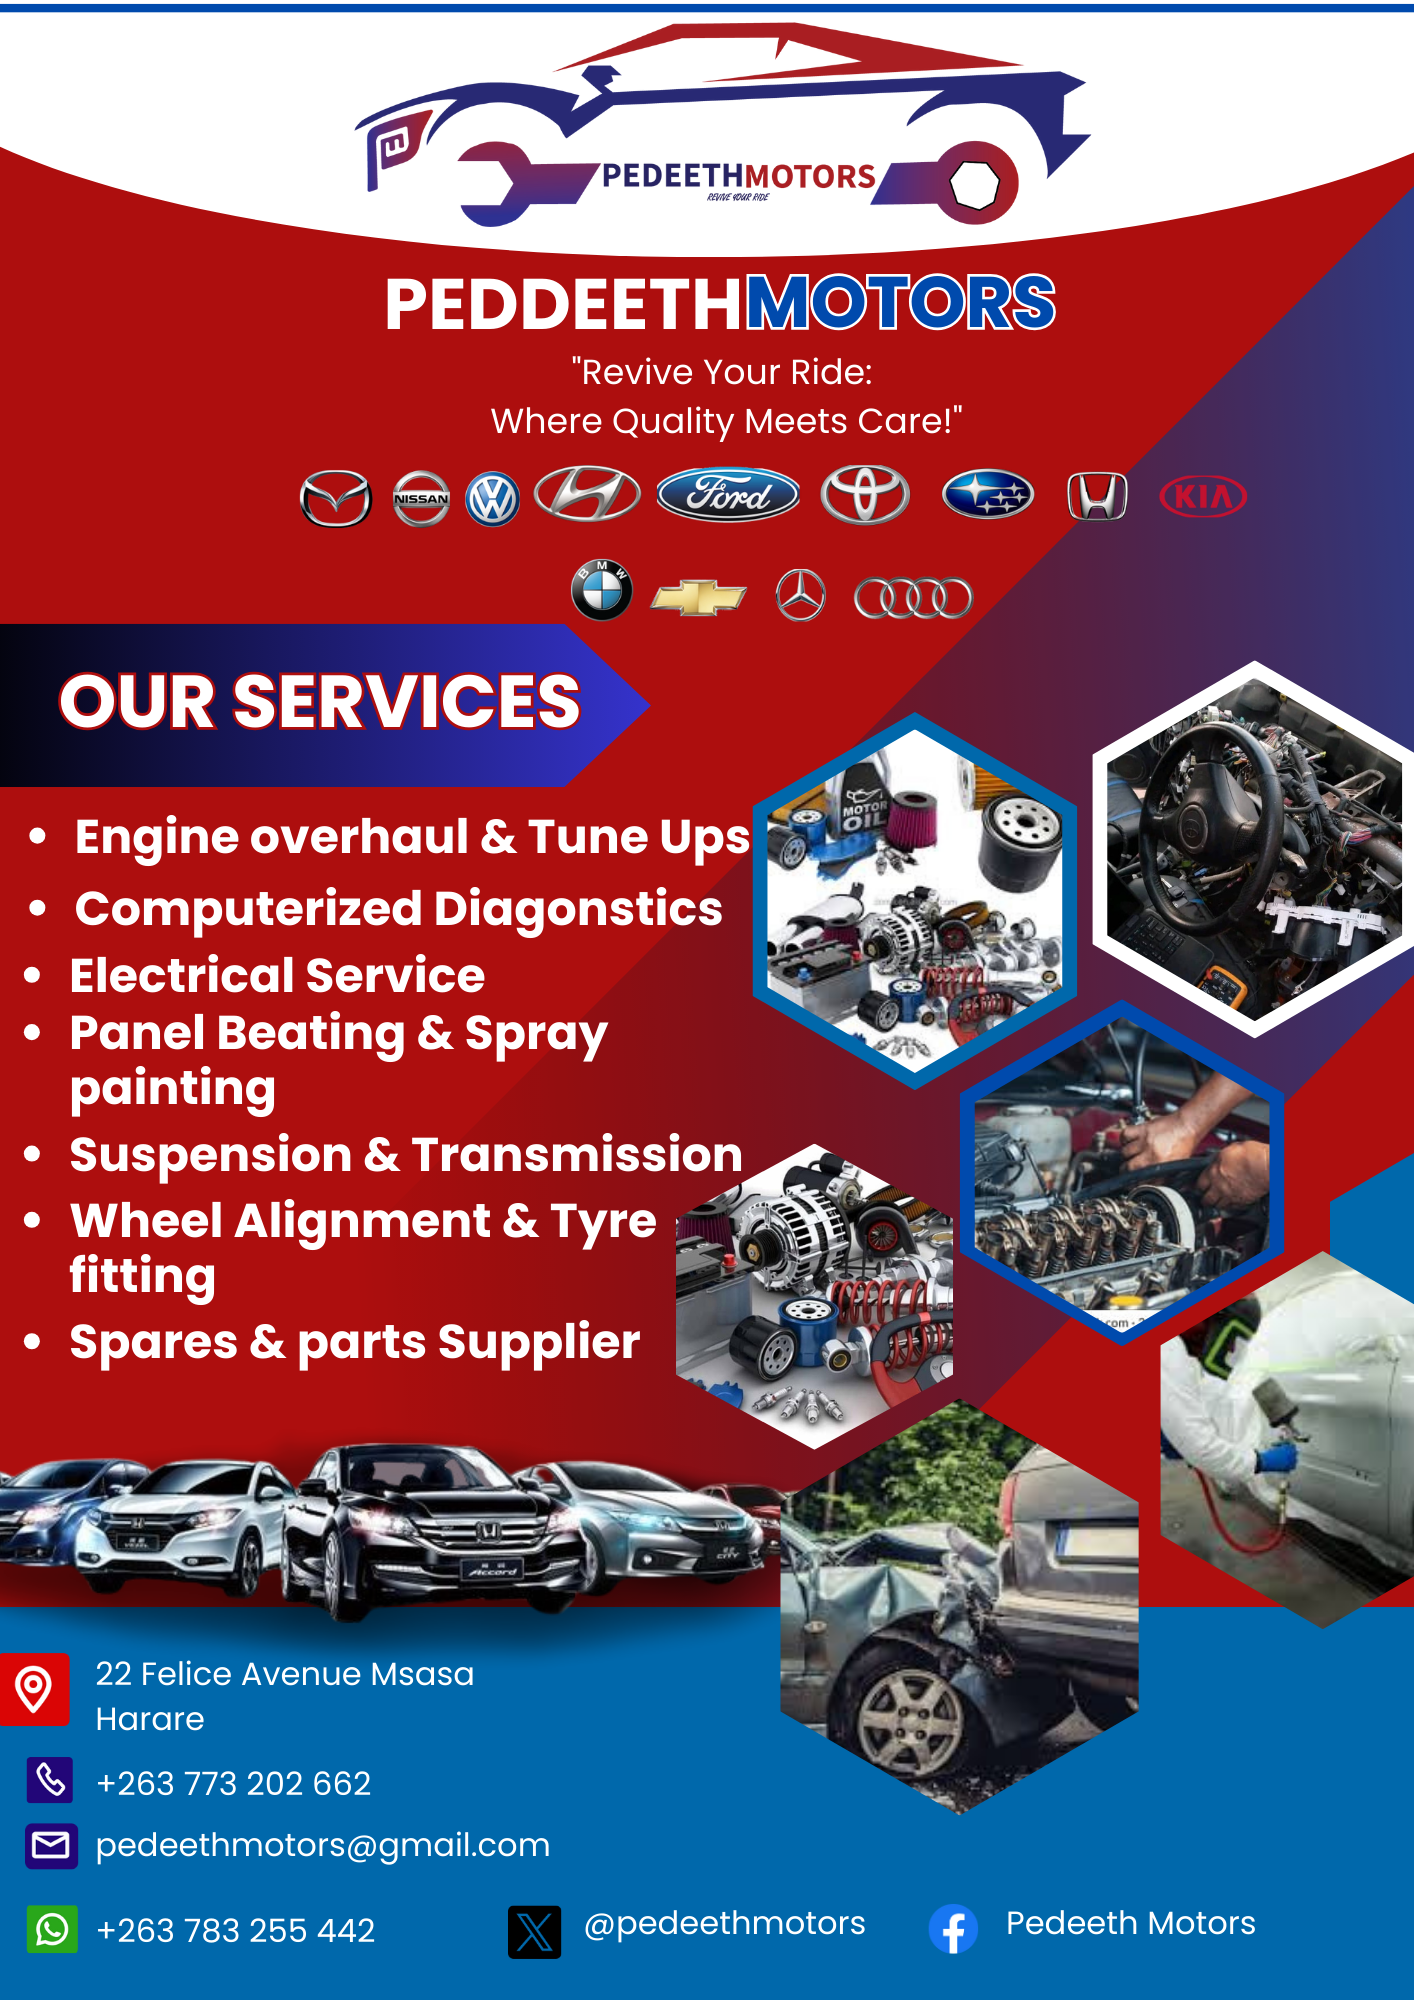 PEDEETHMOTORS
REVIVE YOUR RIDE
PEDDEETHMOTORS
"Revive Your Ride:
Where Quality Meets Care!"
NISSAN
Ford
KIA
BMW
OUR SERVICES
• Engine overhaul & Tune Ups
• Computerized Diagonstics
• Electrical Service
• Panel Beating & Spray
painting
• Suspension & Transmission
• Wheel Alignment & Tyre
fitting
• Spares & parts Supplier
MOTOR
OIL
Accord
CITY
22 Felice Avenue Msasa
Harare
+263 773 202 662
pedeethmotors@gmail.com
+263 783 255 442
@pedeethmotors
Pedeeth Motors